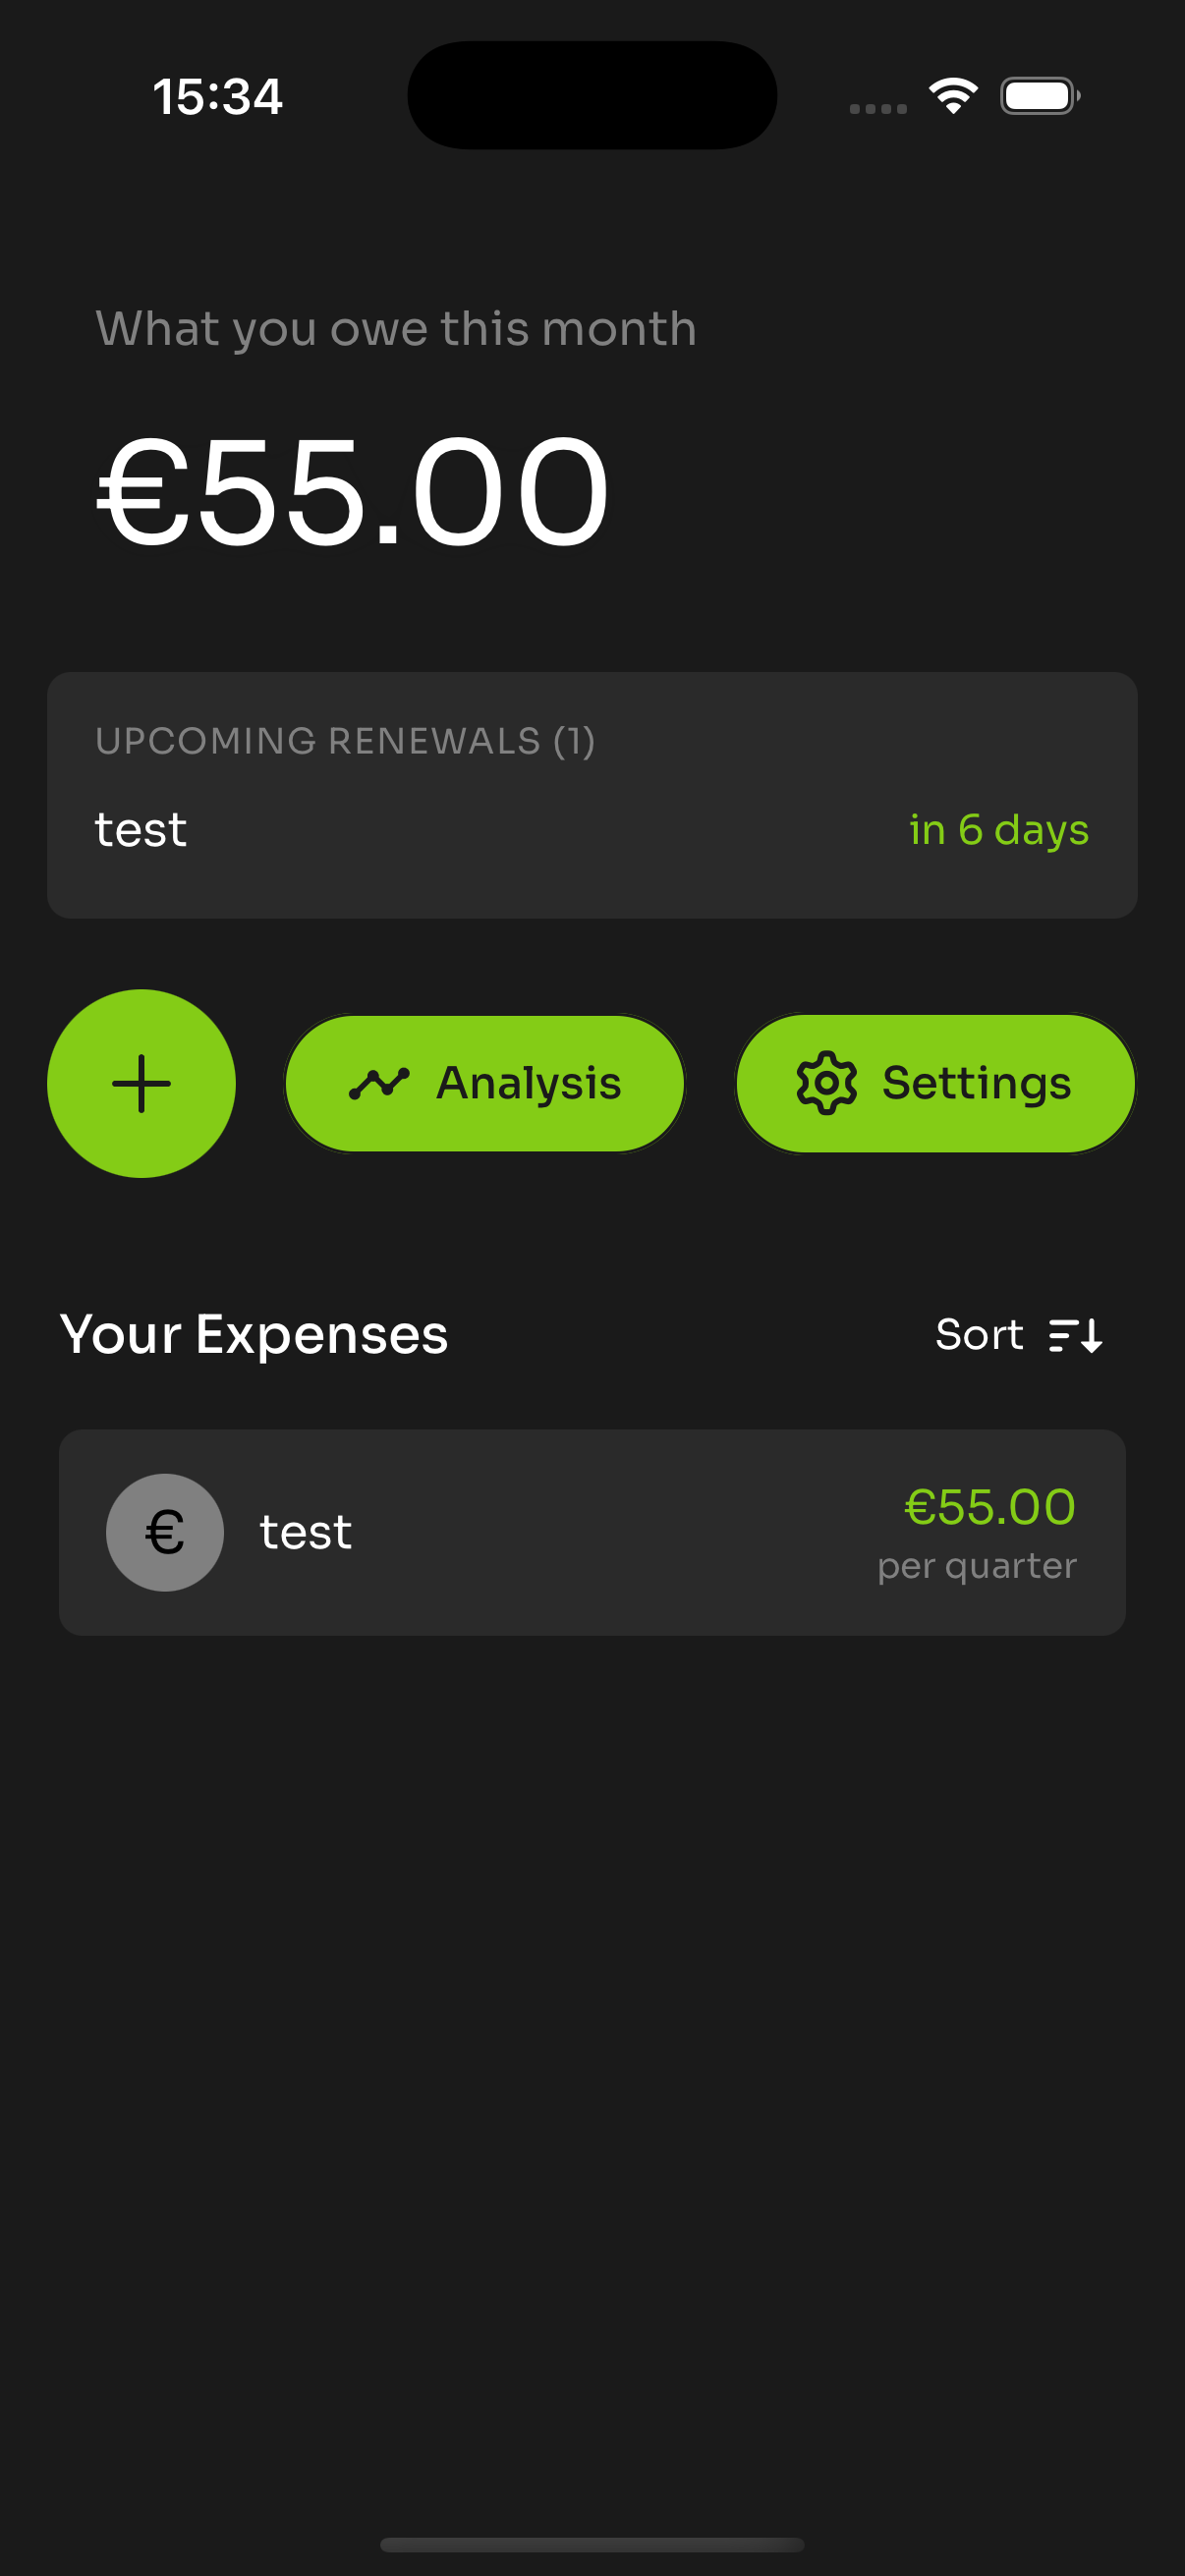 15:34
What you owe this month
€55.00
UPCOMING RENEWALS (1)
test in 6 days
Analysis Settings
Your Expenses Sort
€ test €55.00
per quarter